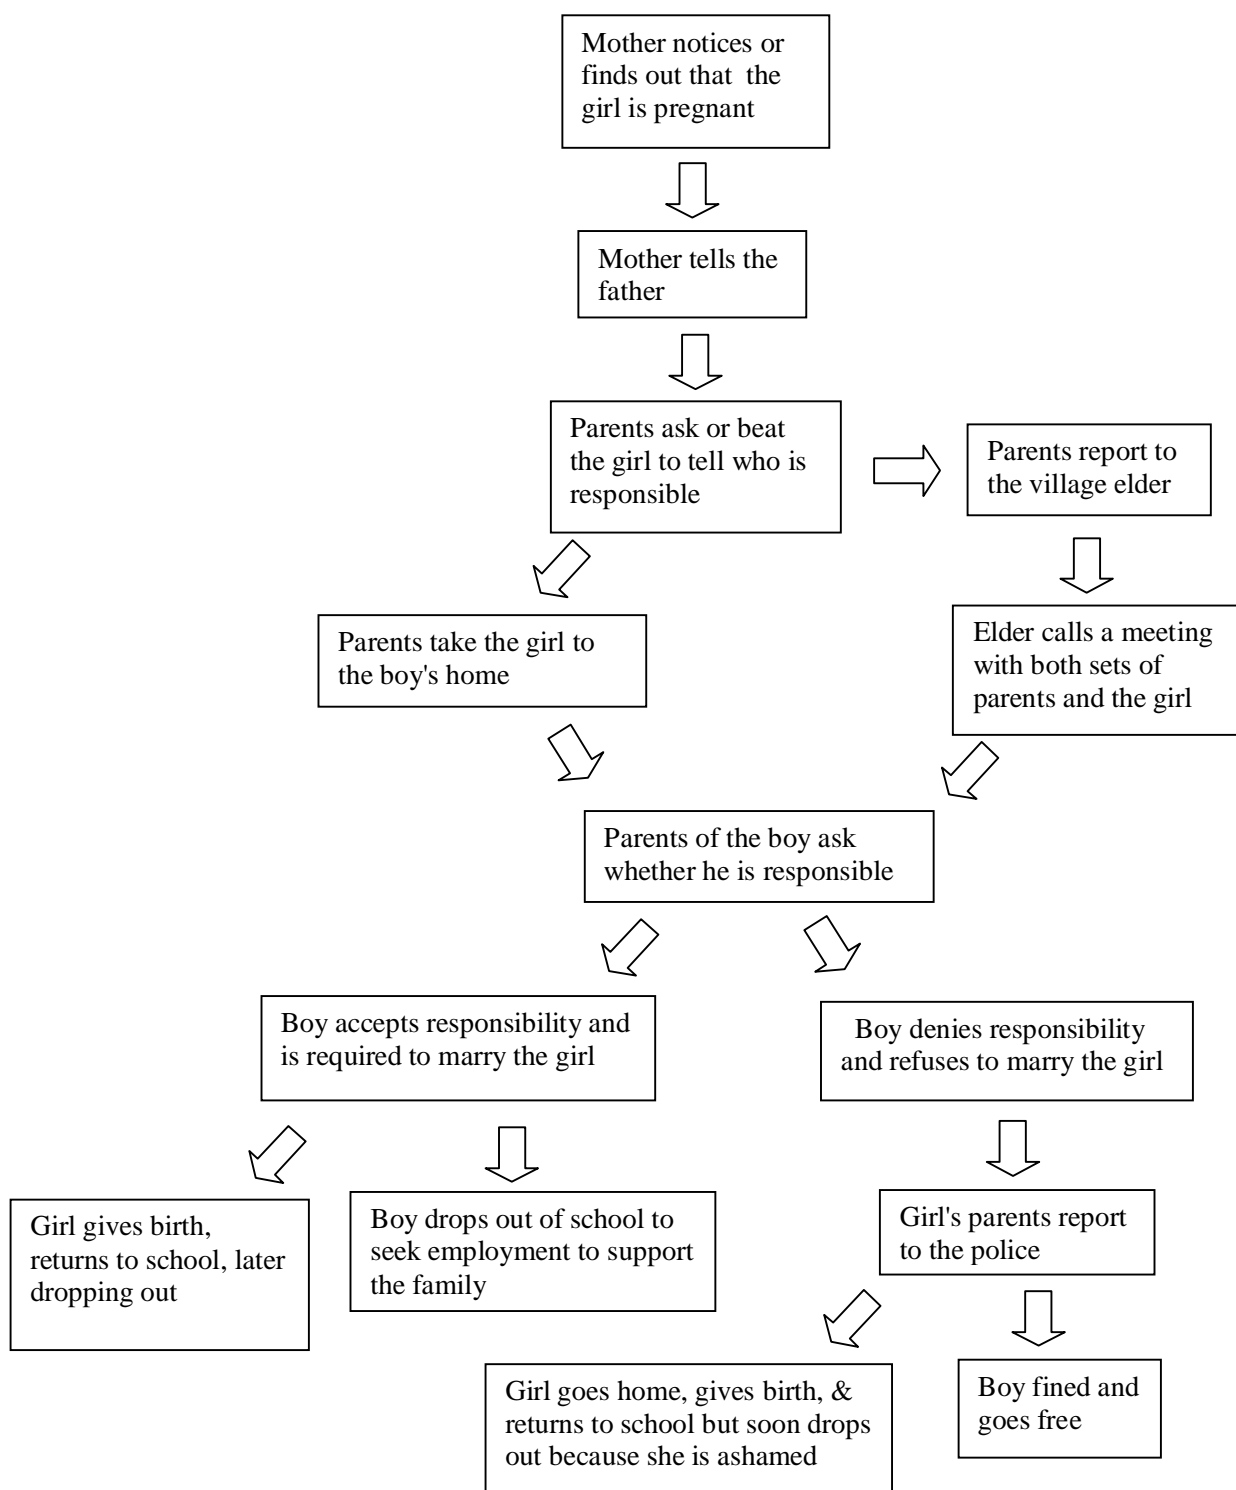 Mother notices or
finds out that the
girl is pregnant
Mother tells the
father
Parents ask or beat
the girl to tell who is
responsible
Parents report to
the village elder
Parents take the girl to
the boy's home
Elder calls a meeting
with both sets of
parents and the girl
Parents of the boy ask
whether he is responsible
Boy accepts responsibility and
is required to marry the girl
Boy denies responsibility
and refuses to marry the girl
Girl gives birth,
returns to school, later
dropping out
Boy drops out of school to
seek employment to support
the family
Girl's parents report
to the police
Girl goes home, gives birth, &
returns to school but soon drops
out because she is ashamed
Boy fined and
goes free